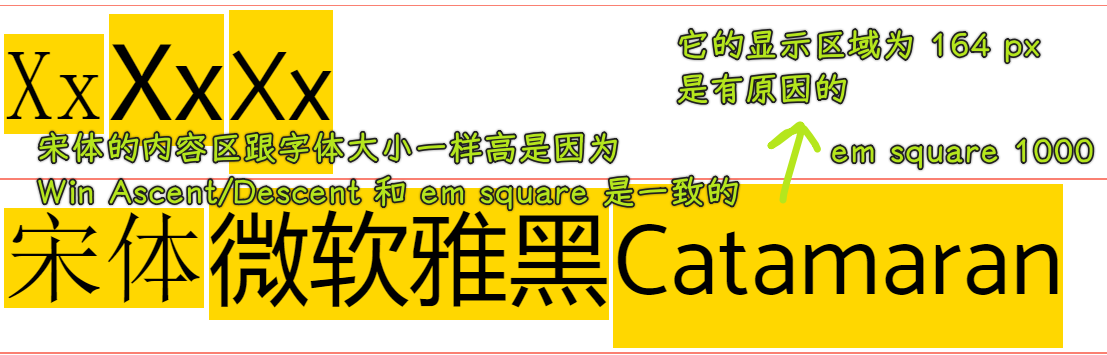 Xx Xx Xx
它的显示区域为 164 px
是有原因的
宋体的内容区跟字体大小一样高是因为
em square 1000
Win Ascent/Descent 和 em square 是一致的
宋体 微软雅黑 Catamaran